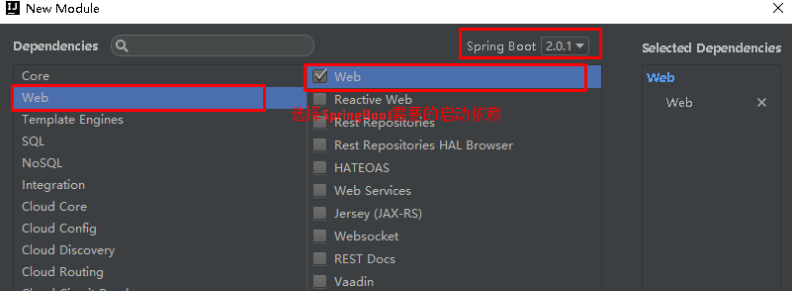 New Module
Dependencies
Spring Boot 2.0.1
Selected Dependencies
Core
Web
Template Engines
SQL
NoSQL
Integration
Cloud Core
Cloud Config
Cloud Discovery
Cloud Routing
Web
Reactive Web
选择SpringBoot需要的启动依赖
Rest Repositories
Rest Repositories HAL Browser
HATEOAS
Web Services
Jersey (JAX-RS)
Websocket
REST Docs
Vaadin
Web
Web